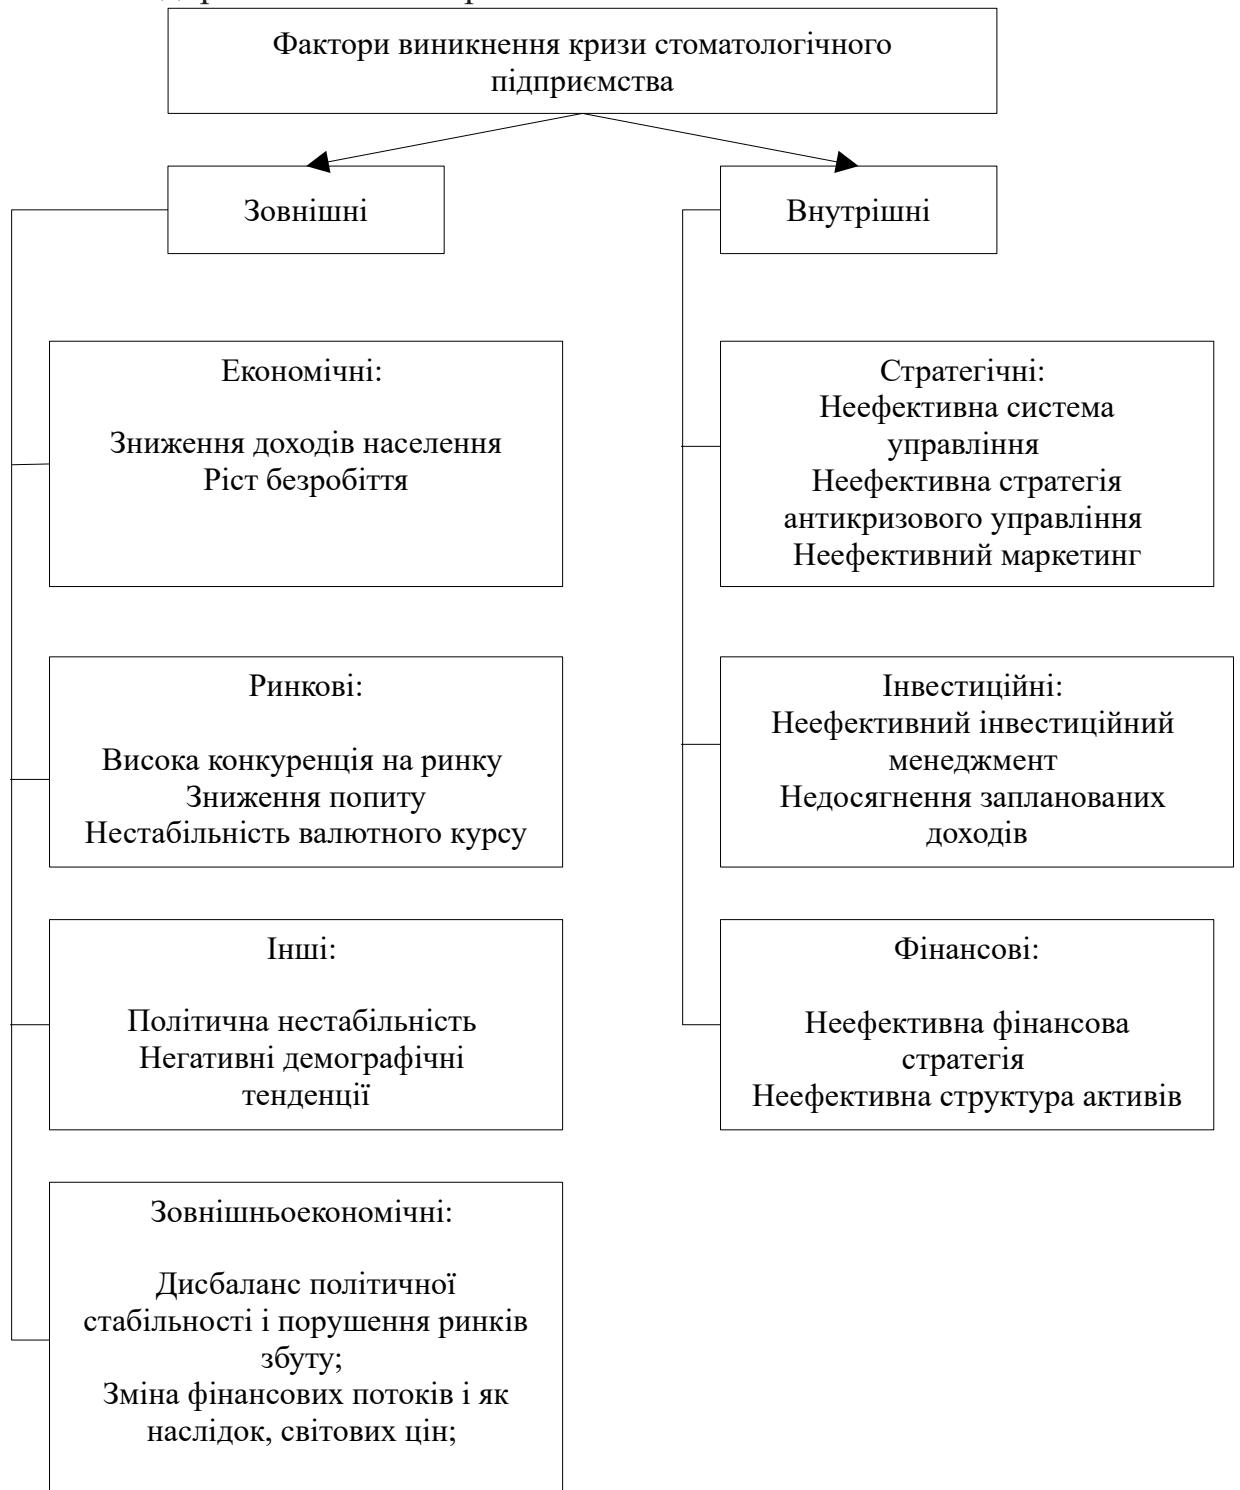 Фактори виникнення кризи стоматологічного
підприємства
Зовнішні
Внутрішні
Економічні:
Зниження доходів населення
Ріст безробіття
Ринкові:
Висока конкуренція на ринку
Зниження попиту
Нестабільність валютного курсу
Інші:
Політична нестабільність
Негативні демографічні
тенденції
Зовнішньоекономічні:
Дисбаланс політичної
стабільності і порушення ринків
збуту;
Зміна фінансових потоків і як
наслідок, світових цін;
Стратегічні:
Неефективна система
управління
Неефективна стратегія
антикризового управління
Неефективний маркетинг
Інвестиційні:
Неефективний інвестиційний
менеджмент
Недосягнення запланованих
доходів
Фінансові:
Неефективна фінансова
стратегія
Неефективна структура активів